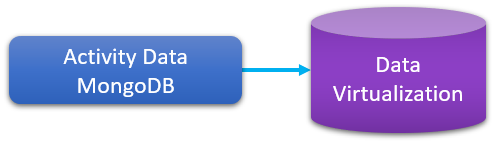 Activity Data
MongoDB
Data
Virtualization